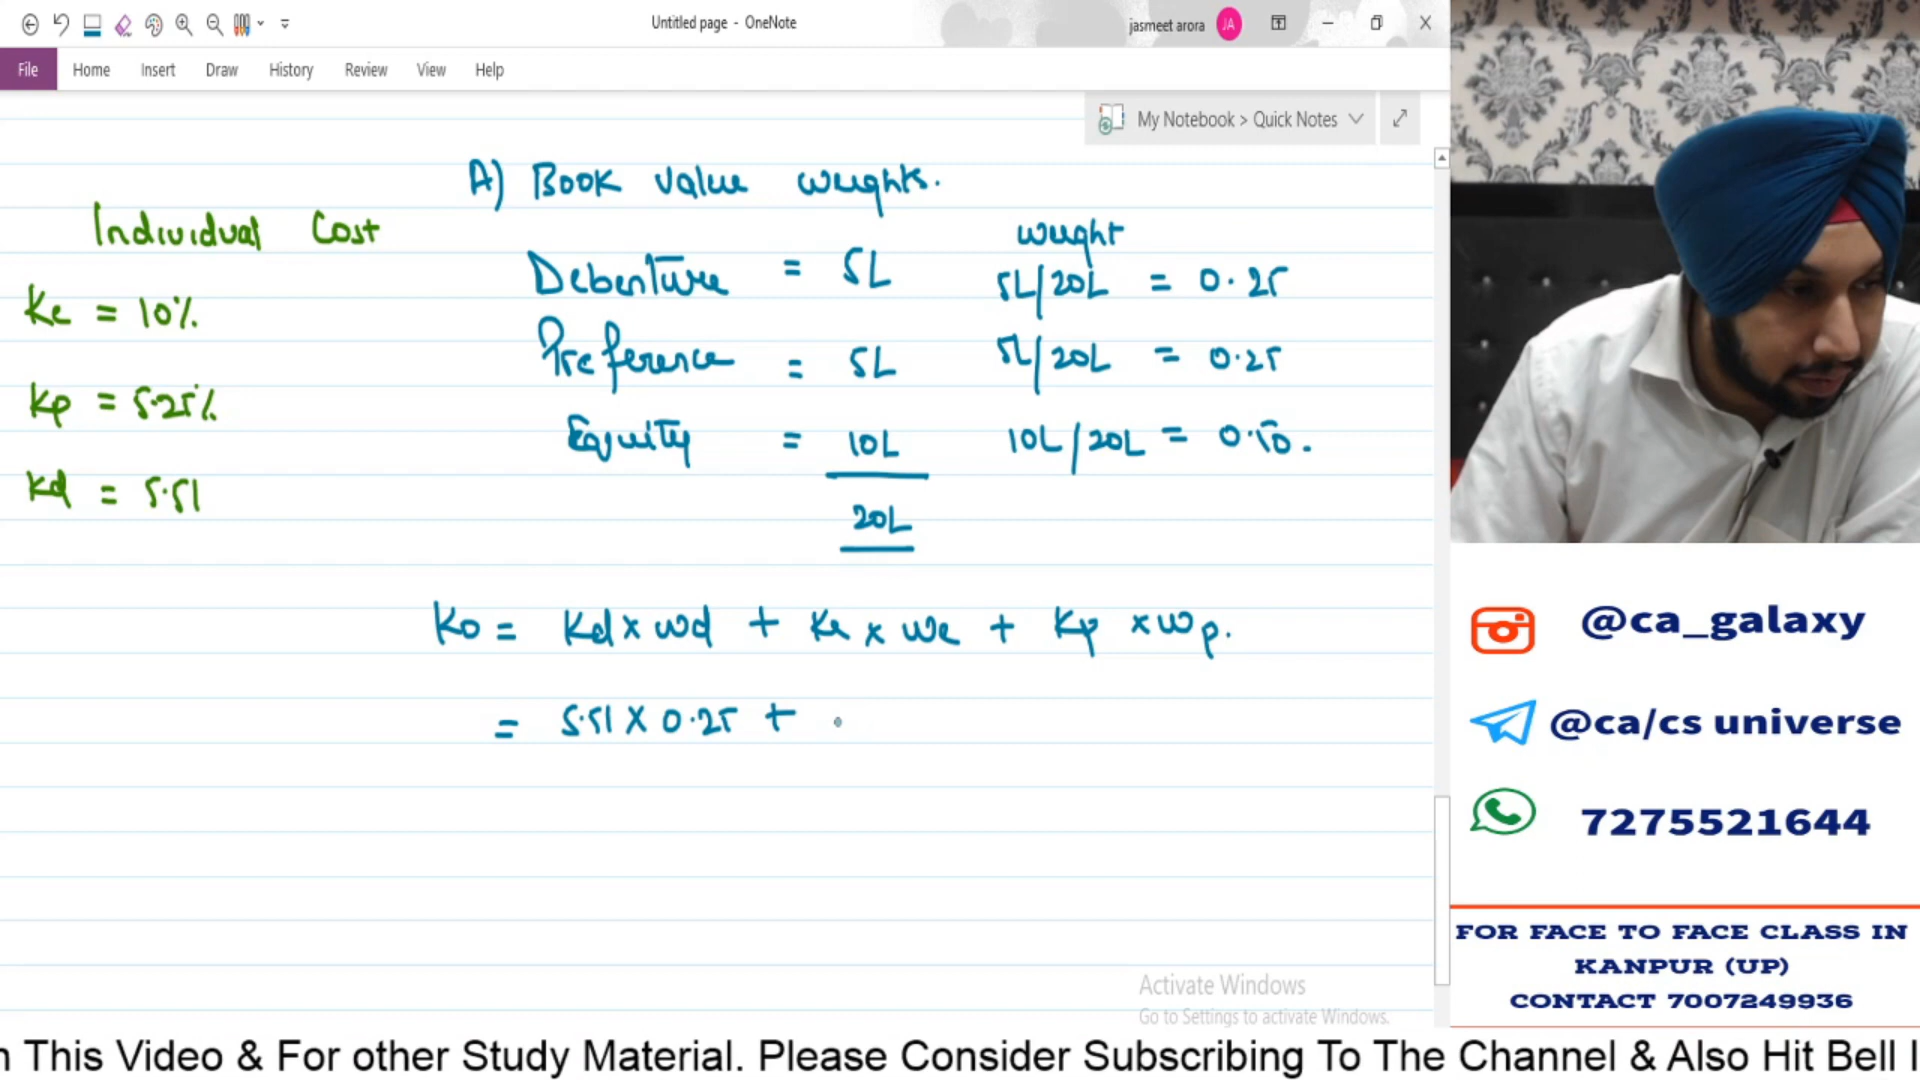 Untitled page - OneNote
jasmeet arora JA
File Home Insert Draw History Review View Help
My Notebook > Quick Notes
A) Book value weights.
Individual Cost
weight
Debenture = 5L 5L/20L = 0.25
Ke = 10%
Preference = 5L 5L/20L = 0.25
Kp = 5.25%
Equity = 10L 10L/20L = 0.50.
Kd = 5.51
20L
Ko = Kd x wd + Ke x we + Kp x wp.
= 5.51 x 0.25 +
@ca_galaxy
@ca/cs universe
7275521644
FOR FACE TO FACE CLASS IN
KANPUR (UP)
CONTACT 7007249936
Activate Windows
Go to Settings to activate Windows.
n This Video & For other Study Material. Please Consider Subscribing To The Channel & Also Hit Bell I